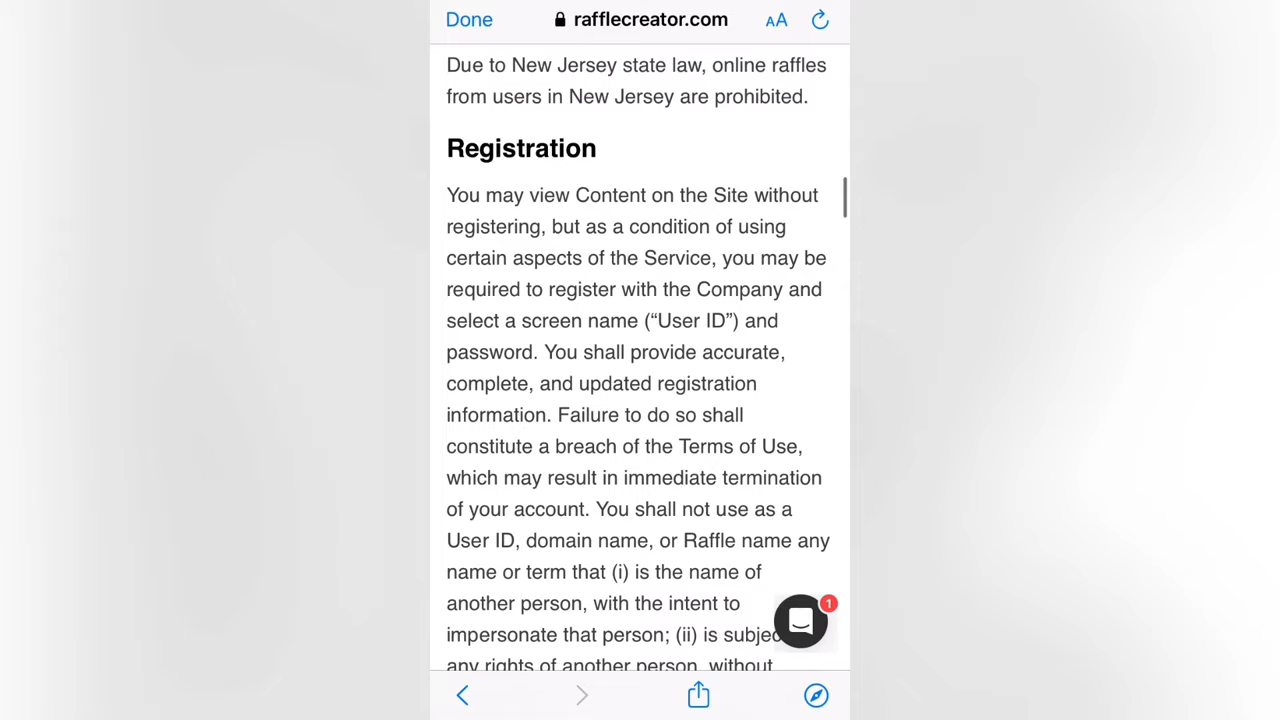 Done rafflecreator.com AA
Due to New Jersey state law, online raffles
from users in New Jersey are prohibited.
Registration
You may view Content on the Site without
registering, but as a condition of using
certain aspects of the Service, you may be
required to register with the Company and
select a screen name (“User ID”) and
password. You shall provide accurate,
complete, and updated registration
information. Failure to do so shall
constitute a breach of the Terms of Use,
which may result in immediate termination
of your account. You shall not use as a
User ID, domain name, or Raffle name any
name or term that (i) is the name of
another person, with the intent to
1
impersonate that person; (ii) is
any rights of another person, without